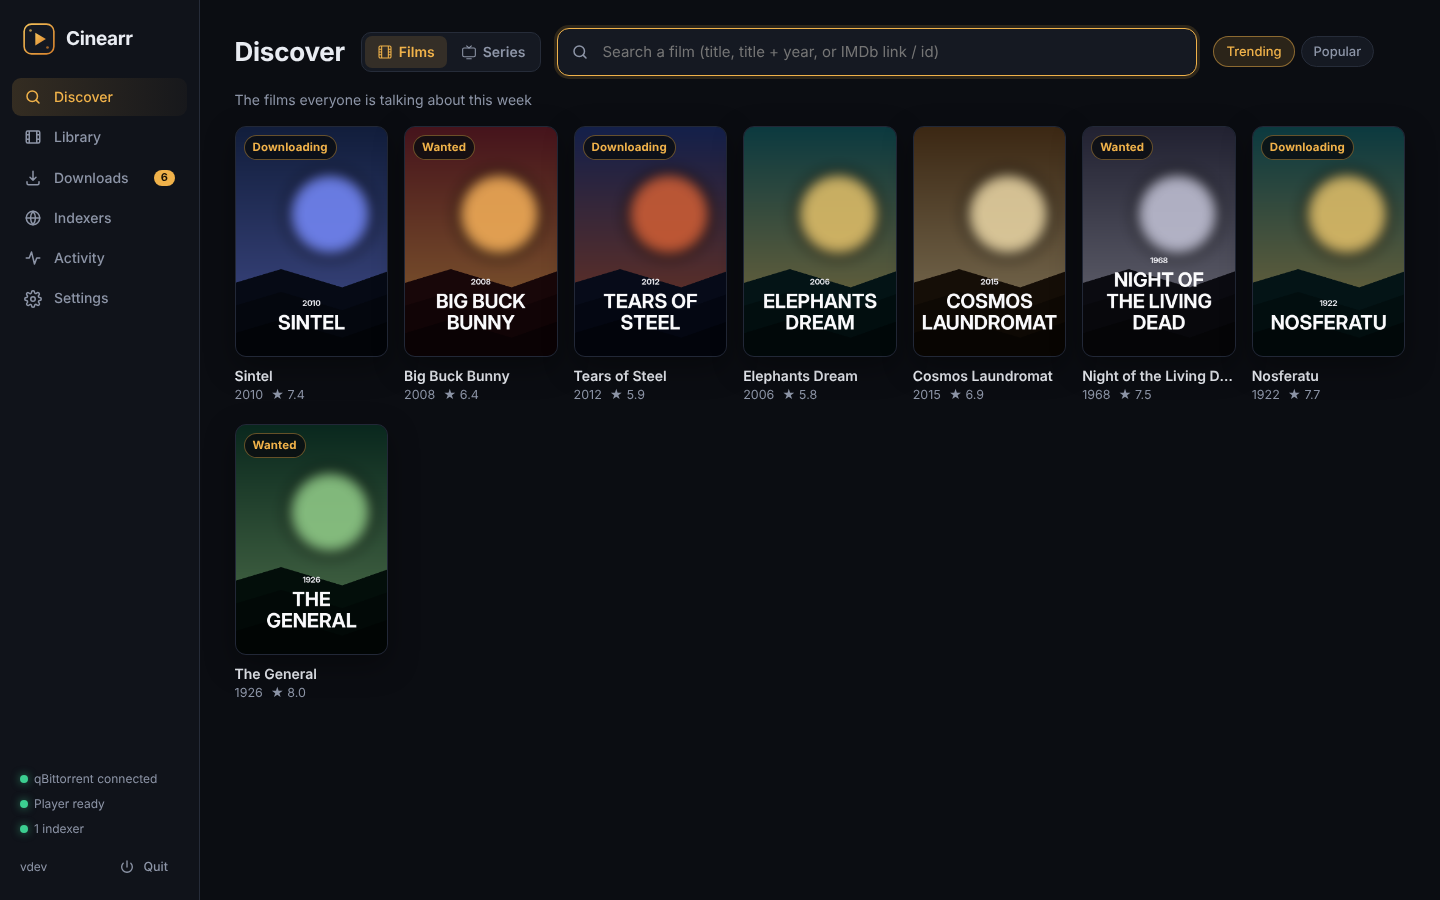 Cinearr
Discover
Library
Downloads 6
Indexers
Activity
Settings
qBittorrent connected
Player ready
1 indexer
vdev Quit
Discover Films Series Search a film (title, title + year, or IMDb link / id) Trending Popular
The films everyone is talking about this week
Downloading
2010
SINTEL
Sintel
2010 ★ 7.4
Wanted
2008
BIG BUCK
BUNNY
Big Buck Bunny
2008 ★ 6.4
Downloading
2012
TEARS OF
STEEL
Tears of Steel
2012 ★ 5.9
2006
ELEPHANTS
DREAM
Elephants Dream
2006 ★ 5.8
2015
COSMOS
LAUNDROMAT
Cosmos Laundromat
2015 ★ 6.9
Wanted
1968
NIGHT OF
THE LIVING
DEAD
Night of the Living D...
1968 ★ 7.5
Downloading
1922
NOSFERATU
Nosferatu
1922 ★ 7.7
Wanted
1926
THE
GENERAL
The General
1926 ★ 8.0